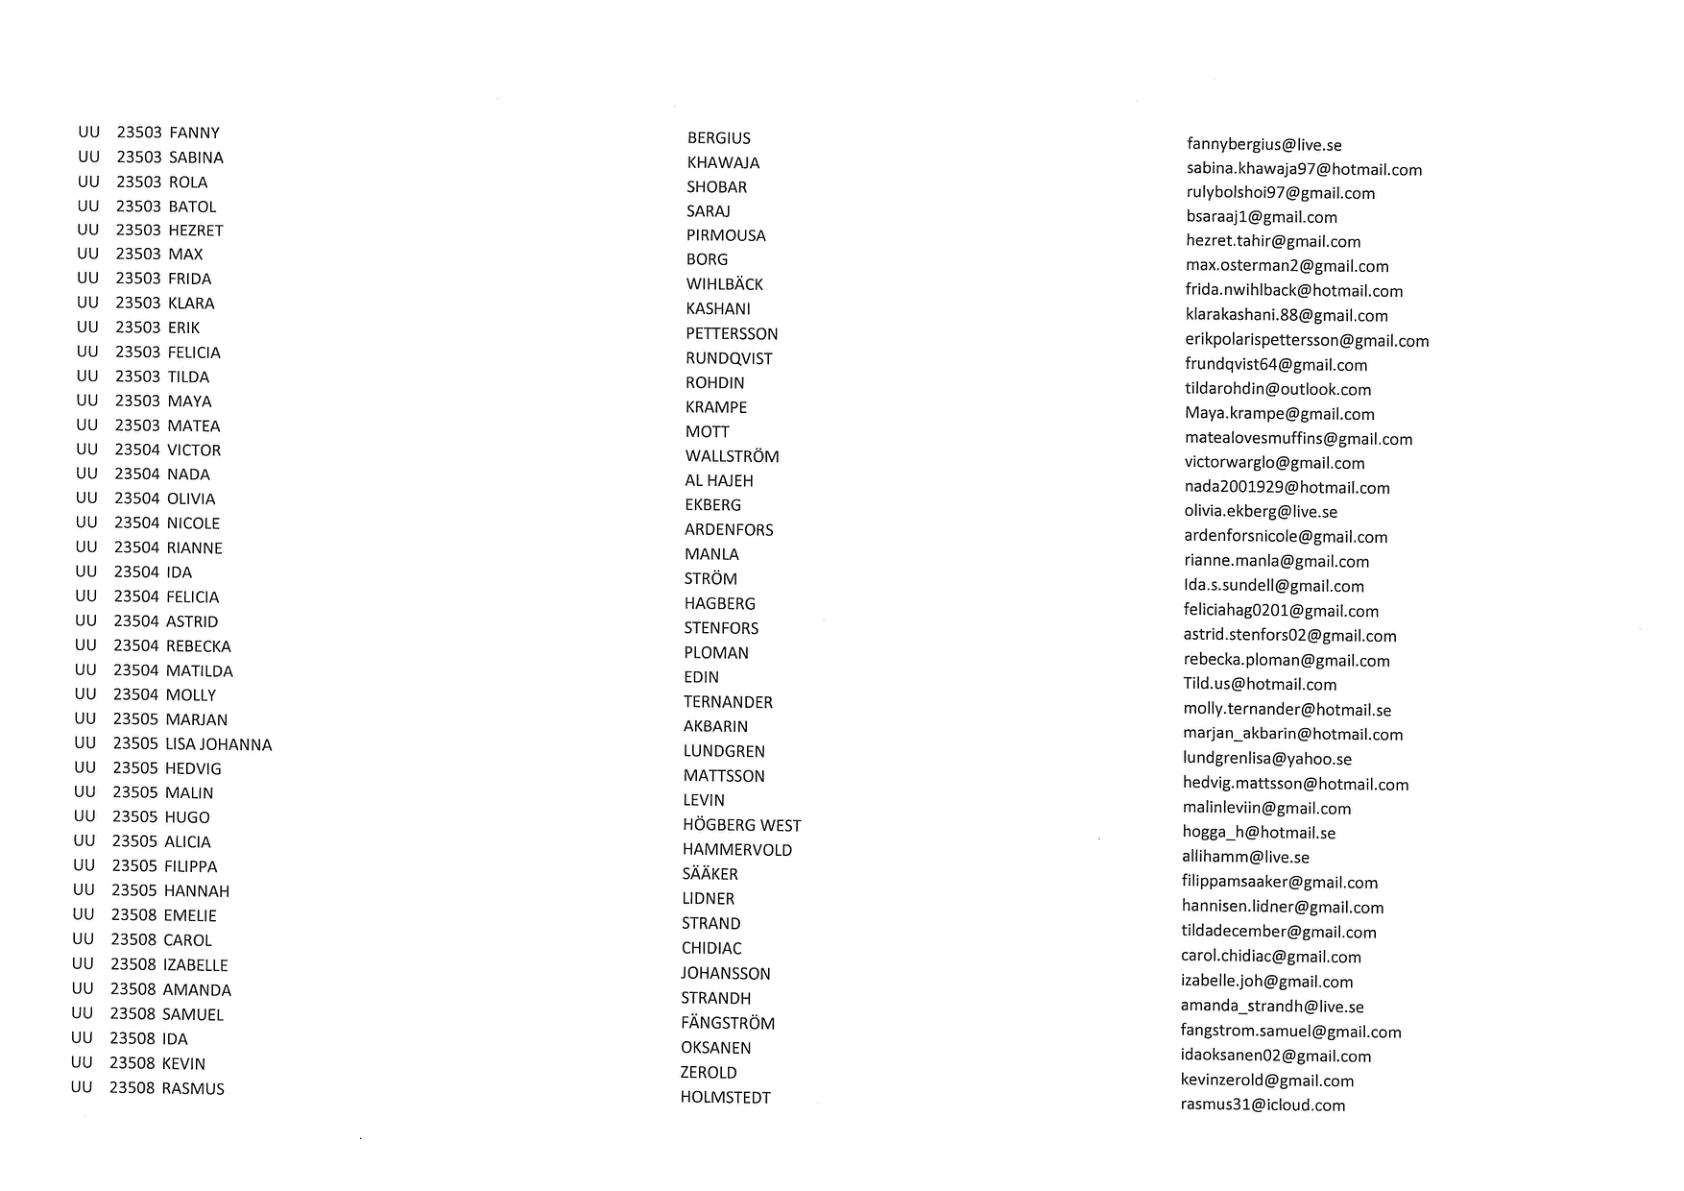 UU 23503 FANNY BERGIUS fannybergius@live.se
UU 23503 SABINA KHAWAJA sabina.khawaja97@hotmail.com
UU 23503 ROLA SHOBAR rulybolshoi97@gmail.com
UU 23503 BATOL SARAJ bsaraaj1@gmail.com
UU 23503 HEZRET PIRMOUSA hezret.tahir@gmail.com
UU 23503 MAX BORG max.osterman2@gmail.com
UU 23503 FRIDA WIHLBÄCK frida.nwihlback@hotmail.com
UU 23503 KLARA KASHANI klarakashani.88@gmail.com
UU 23503 ERIK PETTERSSON erikpolarispettersson@gmail.com
UU 23503 FELICIA RUNDQVIST frundqvist64@gmail.com
UU 23503 TILDA ROHDIN tildarohdin@outlook.com
UU 23503 MAYA KRAMPE Maya.krampe@gmail.com
UU 23503 MATEA MOTT matealovesmuffins@gmail.com
UU 23504 VICTOR WALLSTRÖM victorwarglo@gmail.com
UU 23504 NADA AL HAJEH nada2001929@hotmail.com
UU 23504 OLIVIA EKBERG olivia.ekberg@live.se
UU 23504 NICOLE ARDENFORS ardenforsnicole@gmail.com
UU 23504 RIANNE MANLA rianne.manla@gmail.com
UU 23504 IDA STRÖM Ida.s.sundell@gmail.com
UU 23504 FELICIA HAGBERG feliciahag0201@gmail.com
UU 23504 ASTRID STENFORS astrid.stenfors02@gmail.com
UU 23504 REBECKA PLOMAN rebecka.ploman@gmail.com
UU 23504 MATILDA EDIN Tild.us@hotmail.com
UU 23504 MOLLY TERNANDER molly.ternander@hotmail.se
UU 23505 MARJAN AKBARIN marjan_akbarin@hotmail.com
UU 23505 LISA JOHANNA LUNDGREN lundgrenlisa@yahoo.se
UU 23505 HEDVIG MATTSSON hedvig.mattsson@hotmail.com
UU 23505 MALIN LEVIN malinleviin@gmail.com
UU 23505 HUGO HÖGBERG WEST hogga_h@hotmail.se
UU 23505 ALICIA HAMMERVOLD allihamm@live.se
UU 23505 FILIPPA SÄÄKER filippamsaaker@gmail.com
UU 23505 HANNAH LIDNER hannisen.lidner@gmail.com
UU 23508 EMELIE STRAND tildadecember@gmail.com
UU 23508 CAROL CHIDIAC carol.chidiac@gmail.com
UU 23508 IZABELLE JOHANSSON izabelle.joh@gmail.com
UU 23508 AMANDA STRANDH amanda_strandh@live.se
UU 23508 SAMUEL FÄNGSTRÖM fangstrom.samuel@gmail.com
UU 23508 IDA OKSANEN idaoksanen02@gmail.com
UU 23508 KEVIN ZEROLD kevinzerold@gmail.com
UU 23508 RASMUS HOLMSTEDT rasmus31@icloud.com